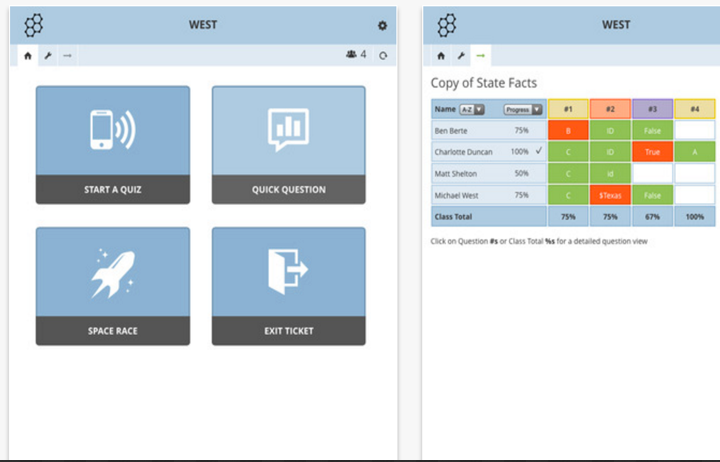 WEST
4
START A QUIZ
QUICK QUESTION
SPACE RACE
EXIT TICKET
WEST
Copy of State Facts
Name A-Z Progress #1 #2 #3 #4
Ben Berte 75% B ID False
Charlotte Duncan 100% ✓ C ID True A
Matt Shelton 50% C id
Michael West 75% C $Texas False
Class Total 75% 75% 67% 100%
Click on Question #s or Class Total %s for a detailed question view